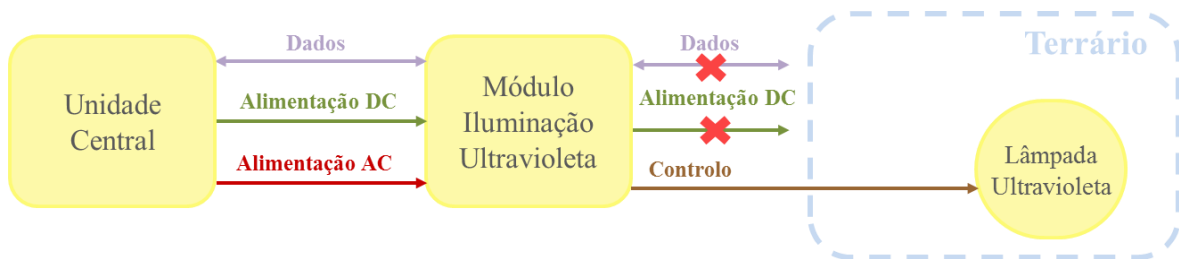 Dados
Dados
Terrário
Unidade
Central
Alimentação DC
Módulo
Iluminação
Ultravioleta
Alimentação DC
Alimentação AC
Controlo
Lâmpada
Ultravioleta